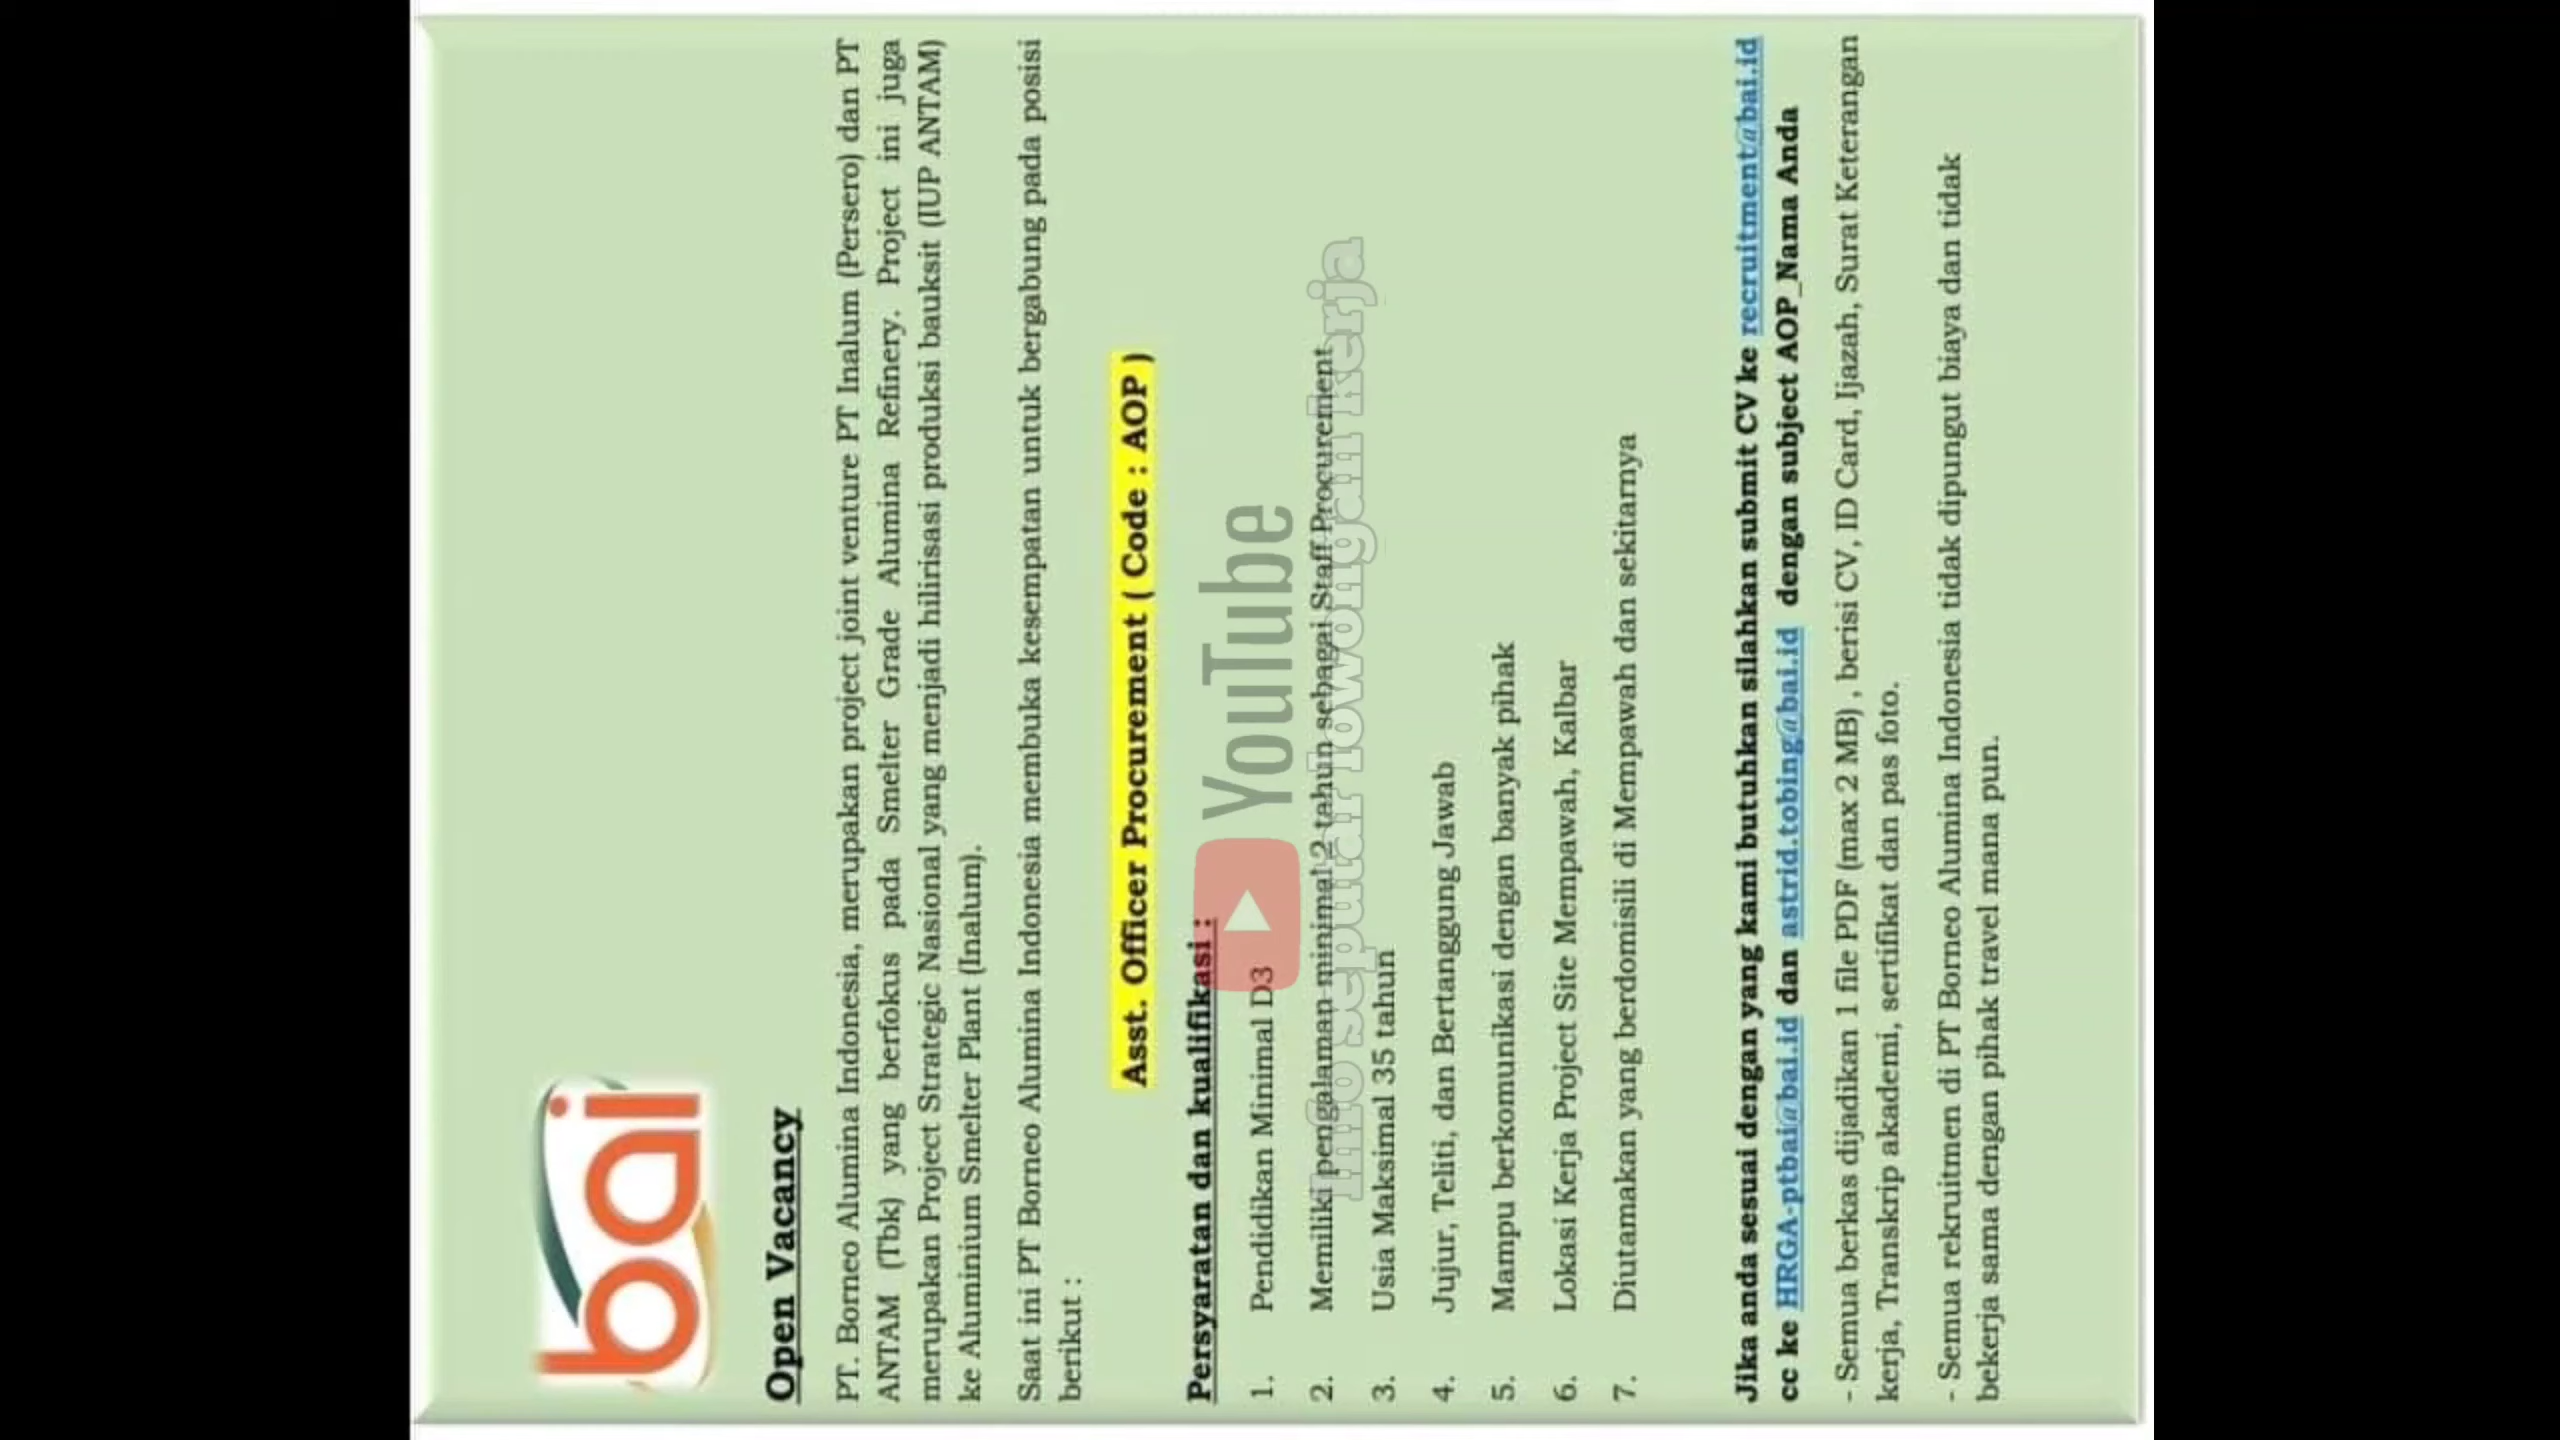 bai
Open Vacancy
PT. Borneo Alumina Indonesia, merupakan project joint venture PT Inalum (Persero) dan PT
ANTAM (Tbk) yang berfokus pada Smelter Grade Alumina Refinery. Project ini juga
merupakan Project Strategic Nasional yang menjadi hilirisasi produksi bauksit (IUP ANTAM)
ke Aluminium Smelter Plant (Inalum).
Saat ini PT Borneo Alumina Indonesia membuka kesempatan untuk bergabung pada posisi
berikut :
Asst. Officer Procurement ( Code : AOP )
Persyaratan dan kualifikasi :
1. Pendidikan Minimal D3
2. Memiliki pengalaman minimal 2 tahun sebagai Staff Procurement
3. Usia Maksimal 35 tahun
4. Jujur, Teliti, dan Bertanggung Jawab
5. Mampu berkomunikasi dengan banyak pihak
6. Lokasi Kerja Project Site Mempawah, Kalbar
7. Diutamakan yang berdomisili di Mempawah dan sekitarnya
YouTube
Info seputar lowongan kerja
Jika anda sesuai dengan yang kami butuhkan silahkan submit CV ke recruitment@bai.id
cc ke HRGA-ptbai@bai.id dan astrid.tobing@bai.id dengan subject AOP_Nama Anda
- Semua berkas dijadikan 1 file PDF (max 2 MB) , berisi CV, ID Card, Ijazah, Surat Keterangan
kerja, Transkrip akademi, sertifikat dan pas foto.
- Semua rekruitmen di PT Borneo Alumina Indonesia tidak dipungut biaya dan tidak
bekerja sama dengan pihak travel mana pun.